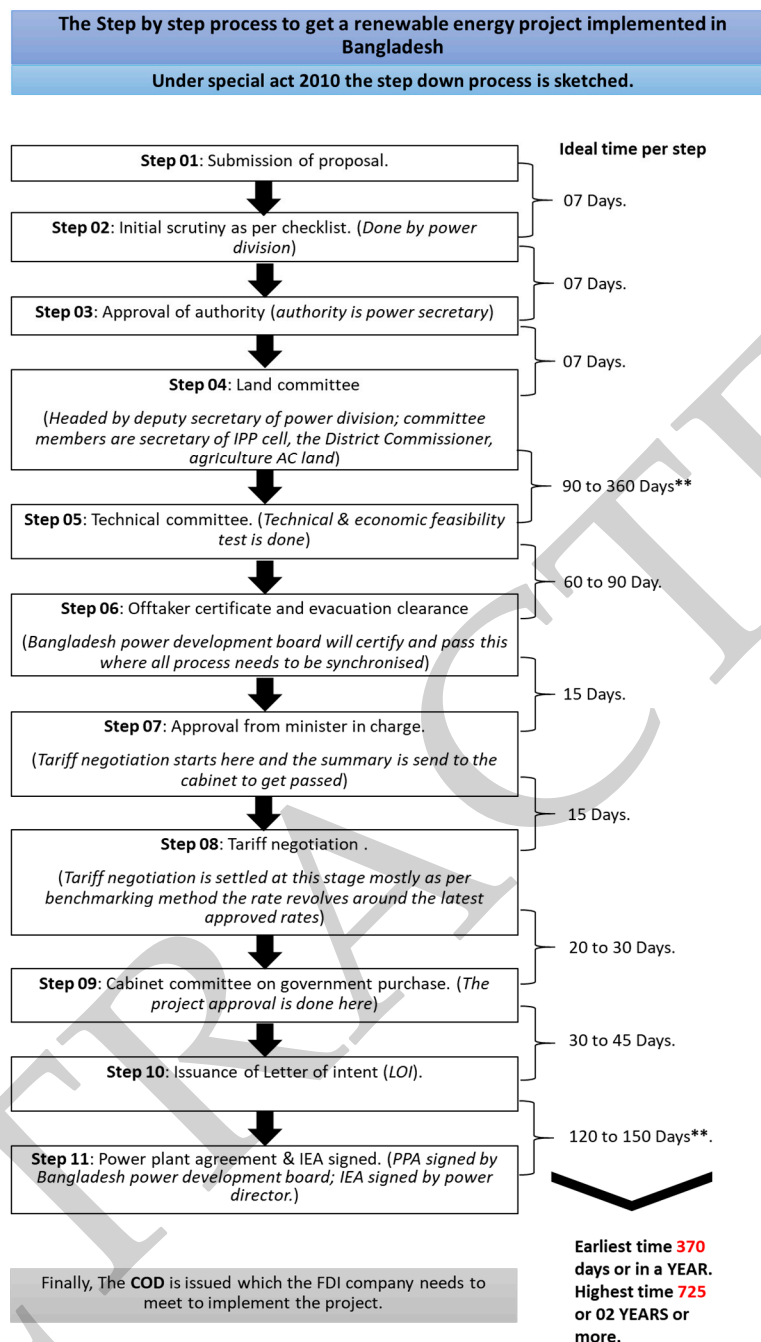 The Step by step process to get a renewable energy project implemented in
Bangladesh
Under special act 2010 the step down process is sketched.
Ideal time per step
Step 01: Submission of proposal.
07 Days.
Step 02: Initial scrutiny as per checklist. (Done by power
division)
07 Days.
Step 03: Approval of authority (authority is power secretary)
07 Days.
Step 04: Land committee
(Headed by deputy secretary of power division; committee
members are secretary of IPP cell, the District Commissioner,
agriculture AC land)
90 to 360 Days**
Step 05: Technical committee. (Technical & economic feasibility
test is done)
60 to 90 Day.
Step 06: Offtaker certificate and evacuation clearance
(Bangladesh power development board will certify and pass this
where all process needs to be synchronised)
15 Days.
Step 07: Approval from minister in charge.
(Tariff negotiation starts here and the summary is send to the
cabinet to get passed)
15 Days.
Step 08: Tariff negotiation .
(Tariff negotiation is settled at this stage mostly as per
benchmarking method the rate revolves around the latest
approved rates)
20 to 30 Days.
Step 09: Cabinet committee on government purchase. (The
project approval is done here)
30 to 45 Days.
Step 10: Issuance of Letter of intent (LOI).
120 to 150 Days**.
Step 11: Power plant agreement & IEA signed. (PPA signed by
Bangladesh power development board; IEA signed by power
director.)
Earliest time 370
days or in a YEAR.
Highest time 725
or 02 YEARS or
more.
Finally, The COD is issued which the FDI company needs to
meet to implement the project.